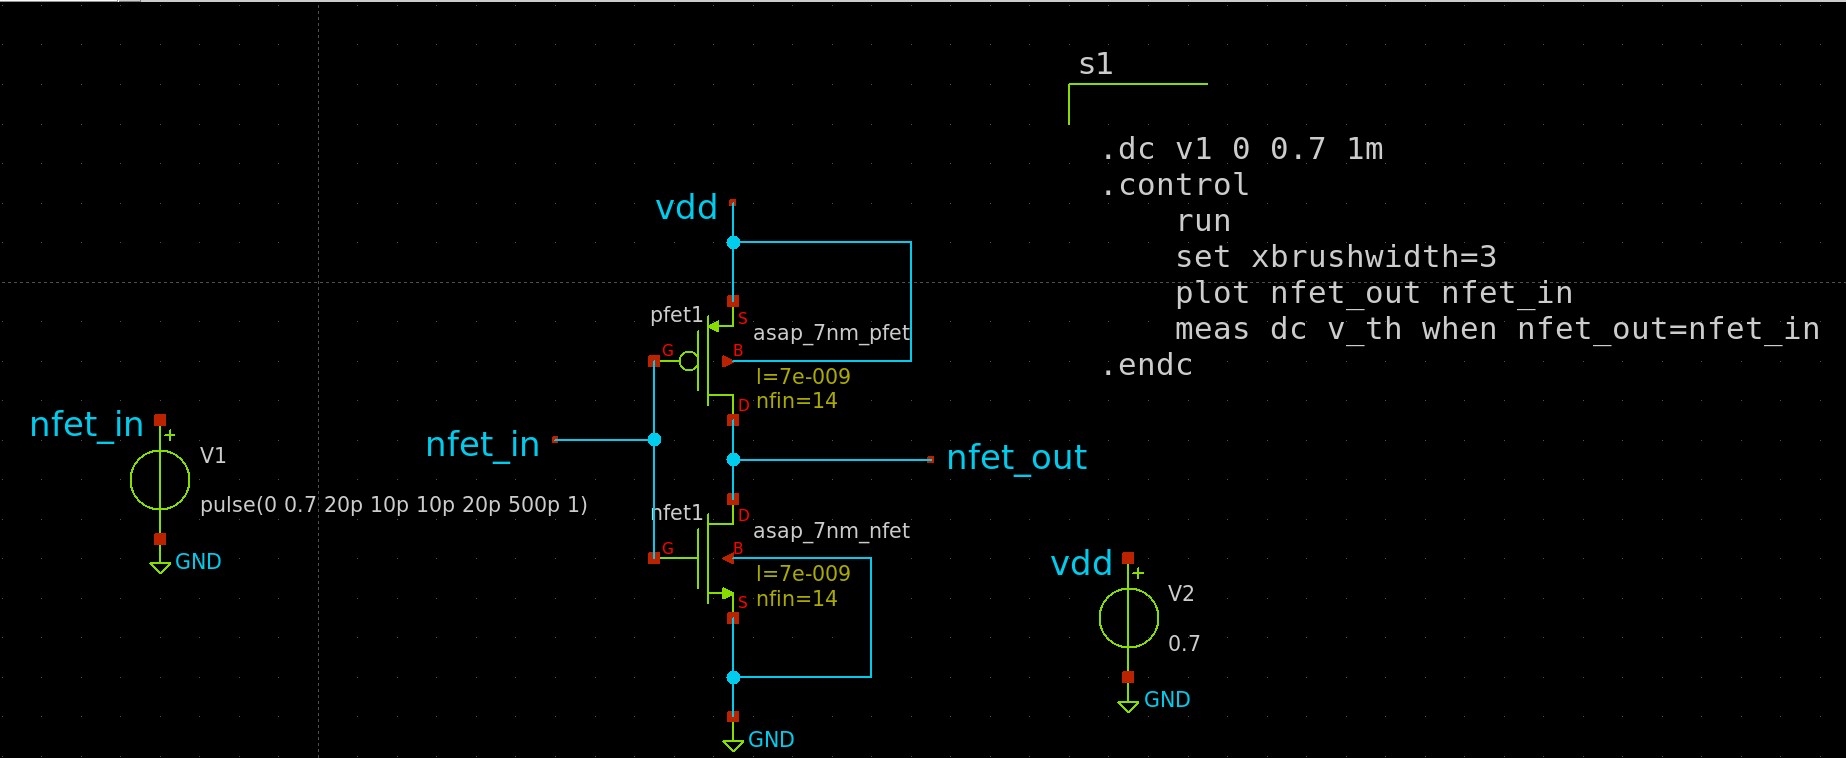 s1
.dc v1 0 0.7 1m
.control
run
set xbrushwidth=3
plot nfet_out nfet_in
meas dc v_th when nfet_out=nfet_in
.endc
vdd
pfet1
S
asap_7nm_pfet
G
B
l=7e-009
nfin=14
D
nfet_in
+
V1
pulse(0 0.7 20p 10p 10p 20p 500p 1)
GND
nfet_in
nfet_out
nfet1
D
asap_7nm_nfet
G
B
l=7e-009
nfin=14
S
GND
vdd
+
V2
0.7
GND